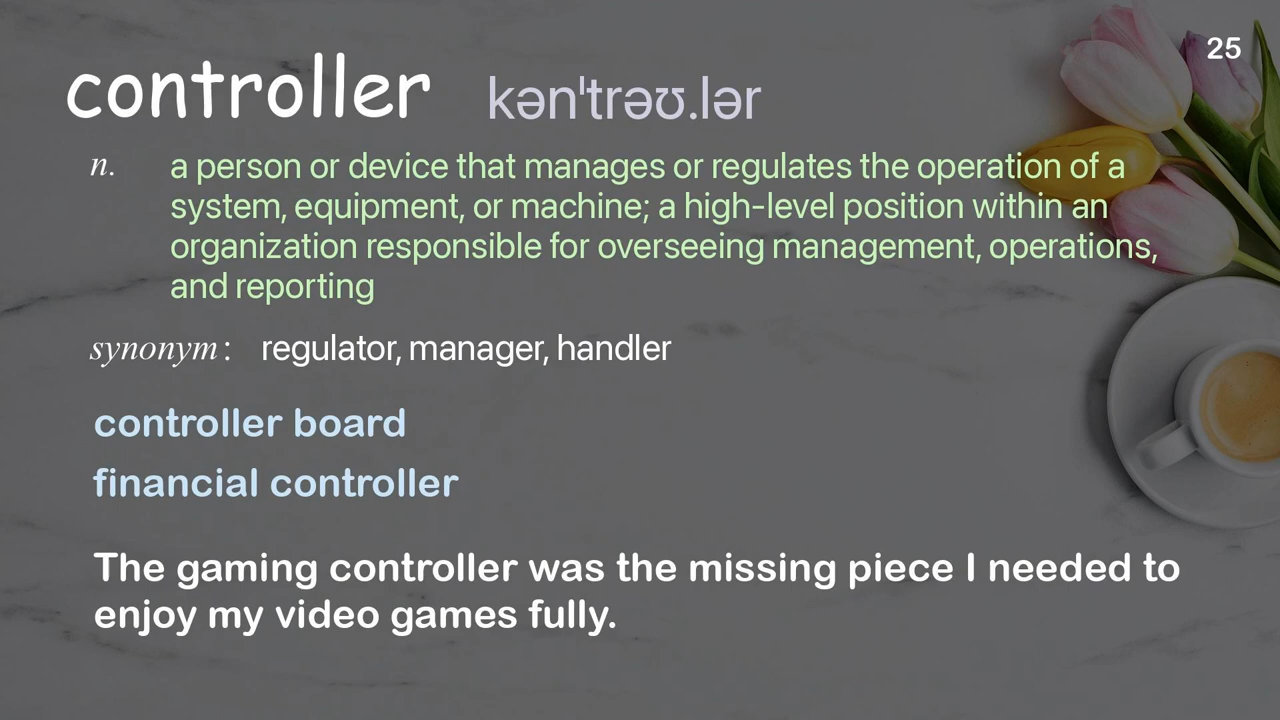 25
controller kən'trəʊ.lər
n. a person or device that manages or regulates the operation of a
system, equipment, or machine; a high-level position within an
organization responsible for overseeing management, operations,
and reporting
synonym: regulator, manager, handler
controller board
financial controller
The gaming controller was the missing piece I needed to
enjoy my video games fully.